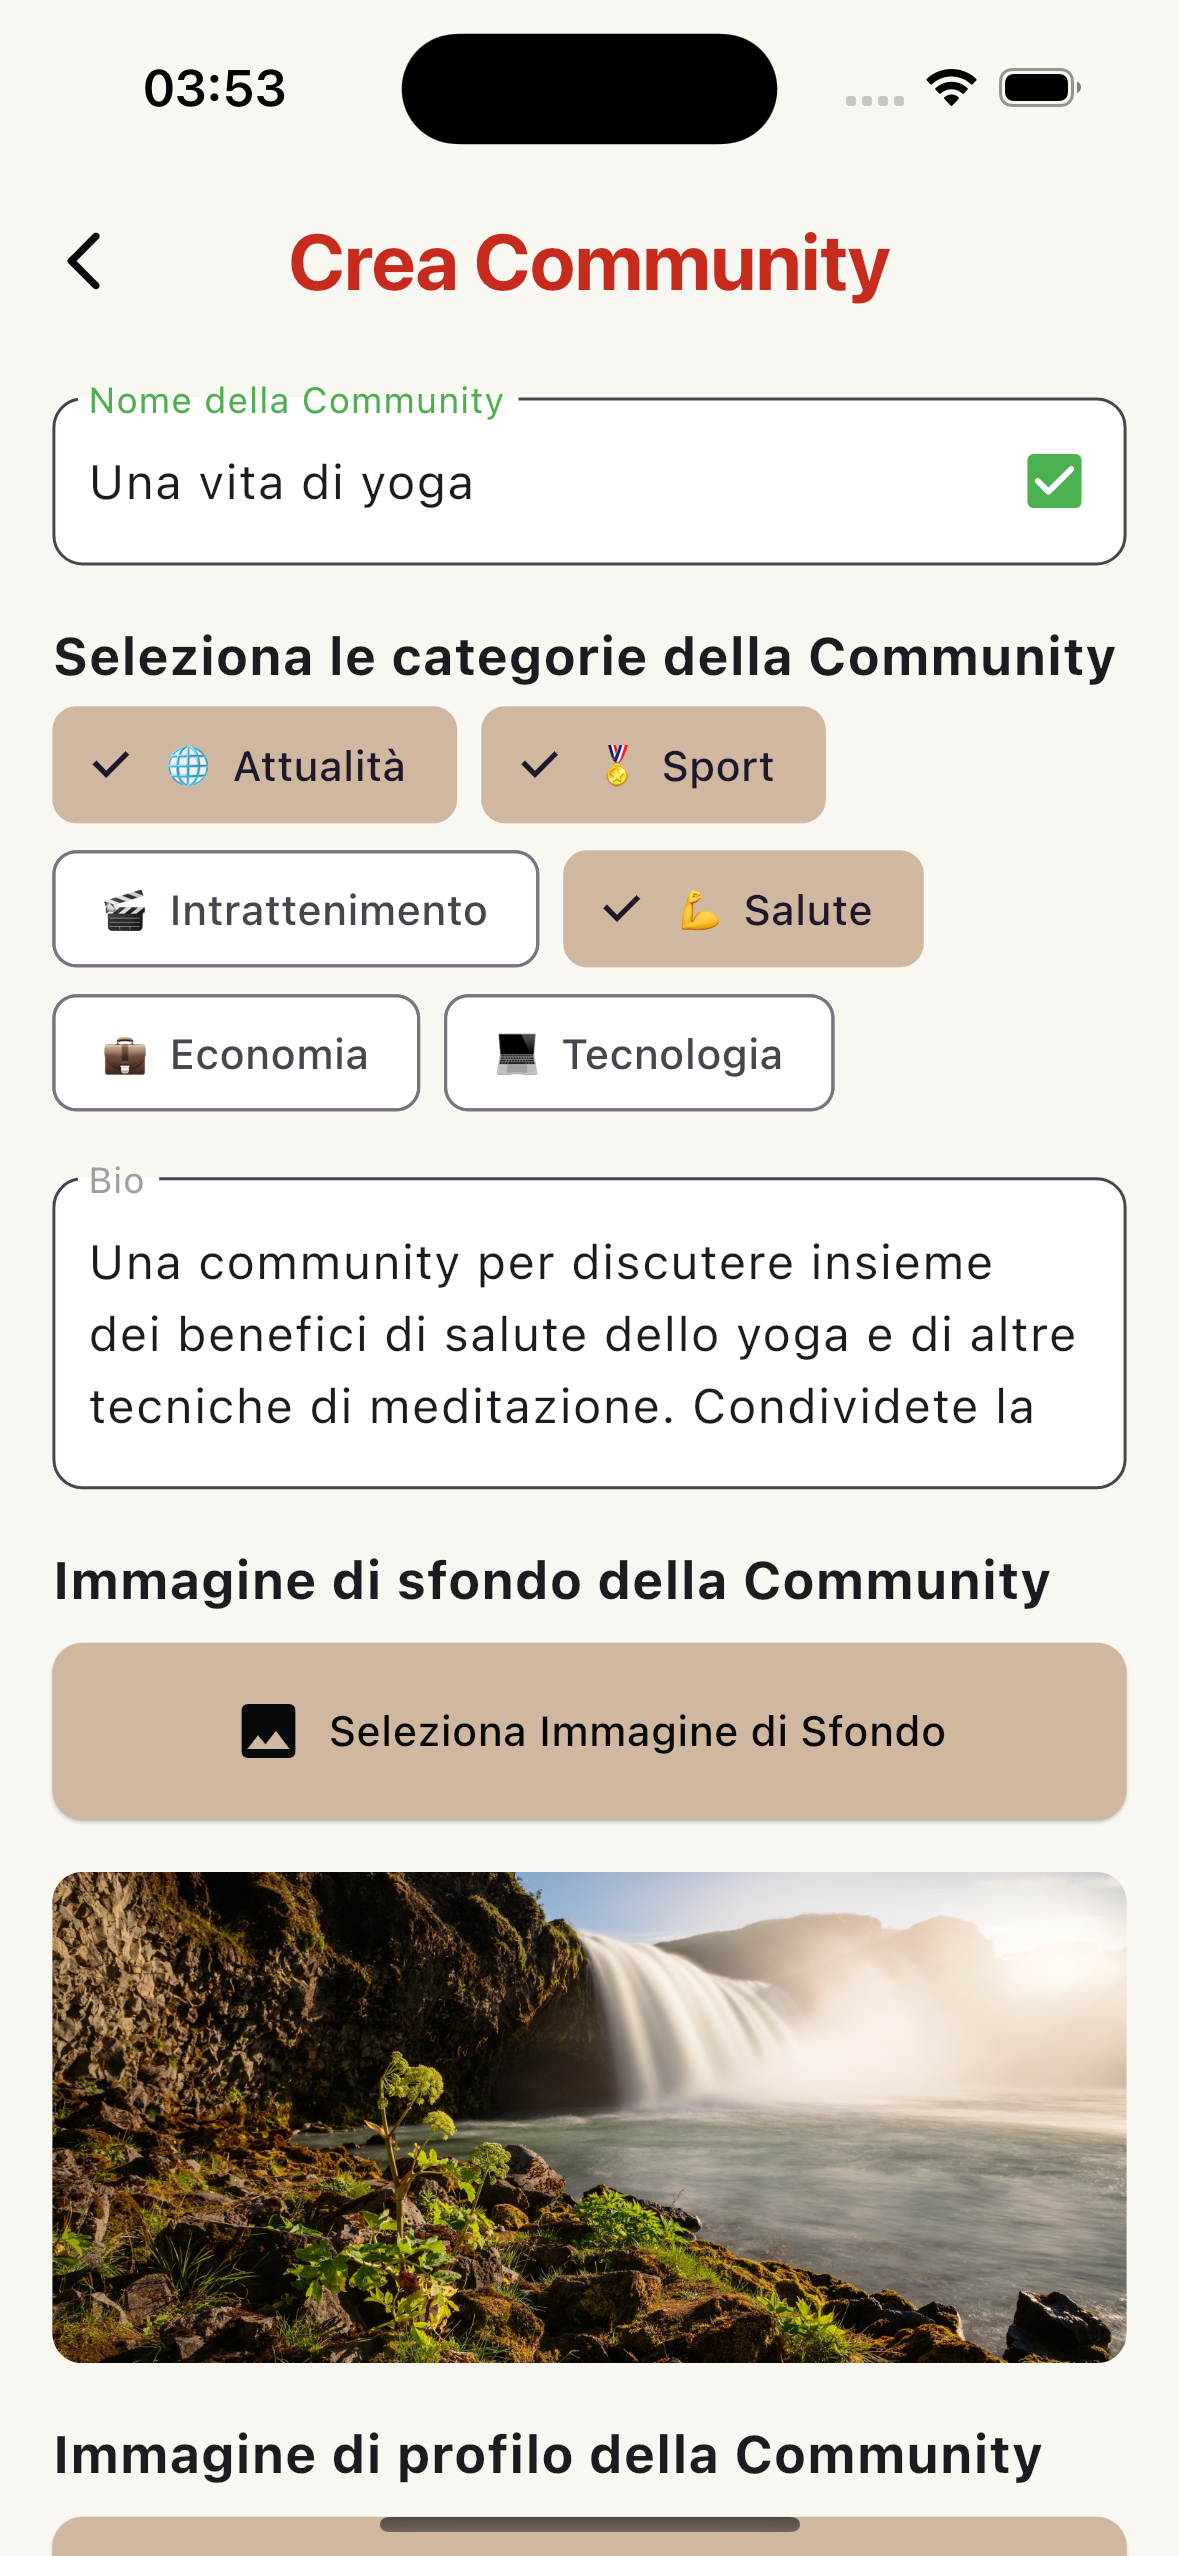 03:53
Crea Community
Nome della Community
Una vita di yoga
Seleziona le categorie della Community
Attualità
Sport
Intrattenimento
Salute
Economia
Tecnologia
Bio
Una community per discutere insieme
dei benefici di salute dello yoga e di altre
tecniche di meditazione. Condividete la
Immagine di sfondo della Community
Seleziona Immagine di Sfondo
Immagine di profilo della Community